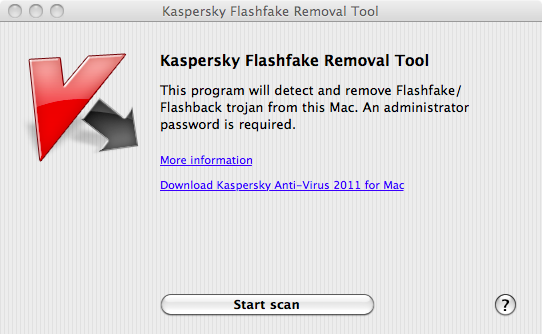 Kaspersky Flashfake Removal Tool
Kaspersky Flashfake Removal Tool
This program will detect and remove Flashfake/
Flashback trojan from this Mac. An administrator
password is required.
More information
Download Kaspersky Anti-Virus 2011 for Mac
Start scan
?